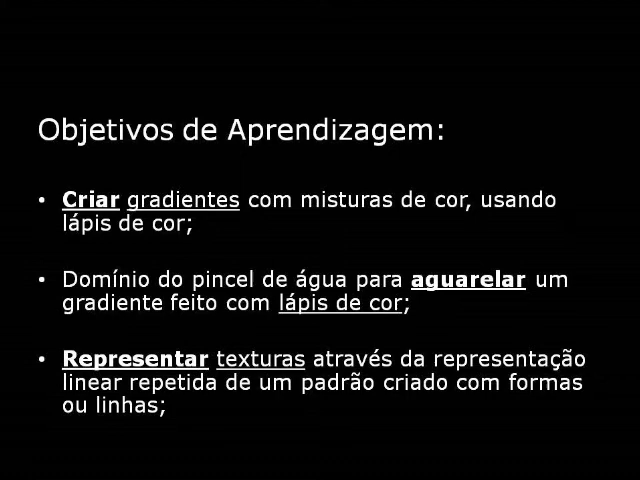 Objetivos de Aprendizagem:
• Criar gradientes com misturas de cor, usando
lápis de cor;
• Domínio do pincel de água para aguarelar um
gradiente feito com lápis de cor;
• Representar texturas através da representação
linear repetida de um padrão criado com formas
ou linhas;